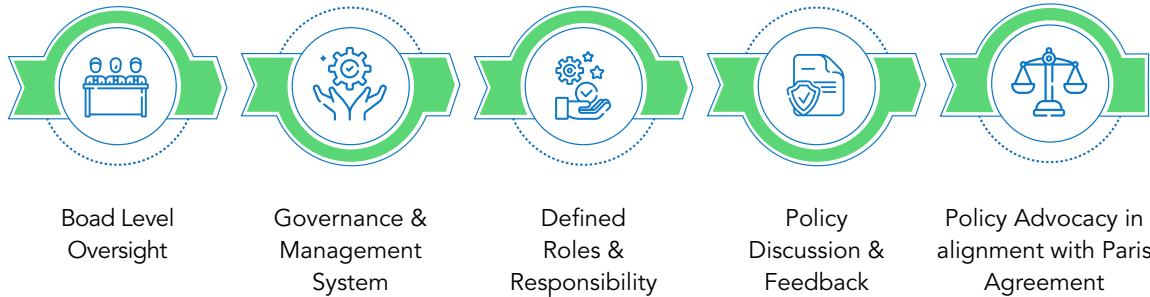 Boad Level
Oversight
Governance &
Management
System
Defined
Roles &
Responsibility
Policy
Discussion &
Feedback
Policy Advocacy in
alignment with Paris
Agreement